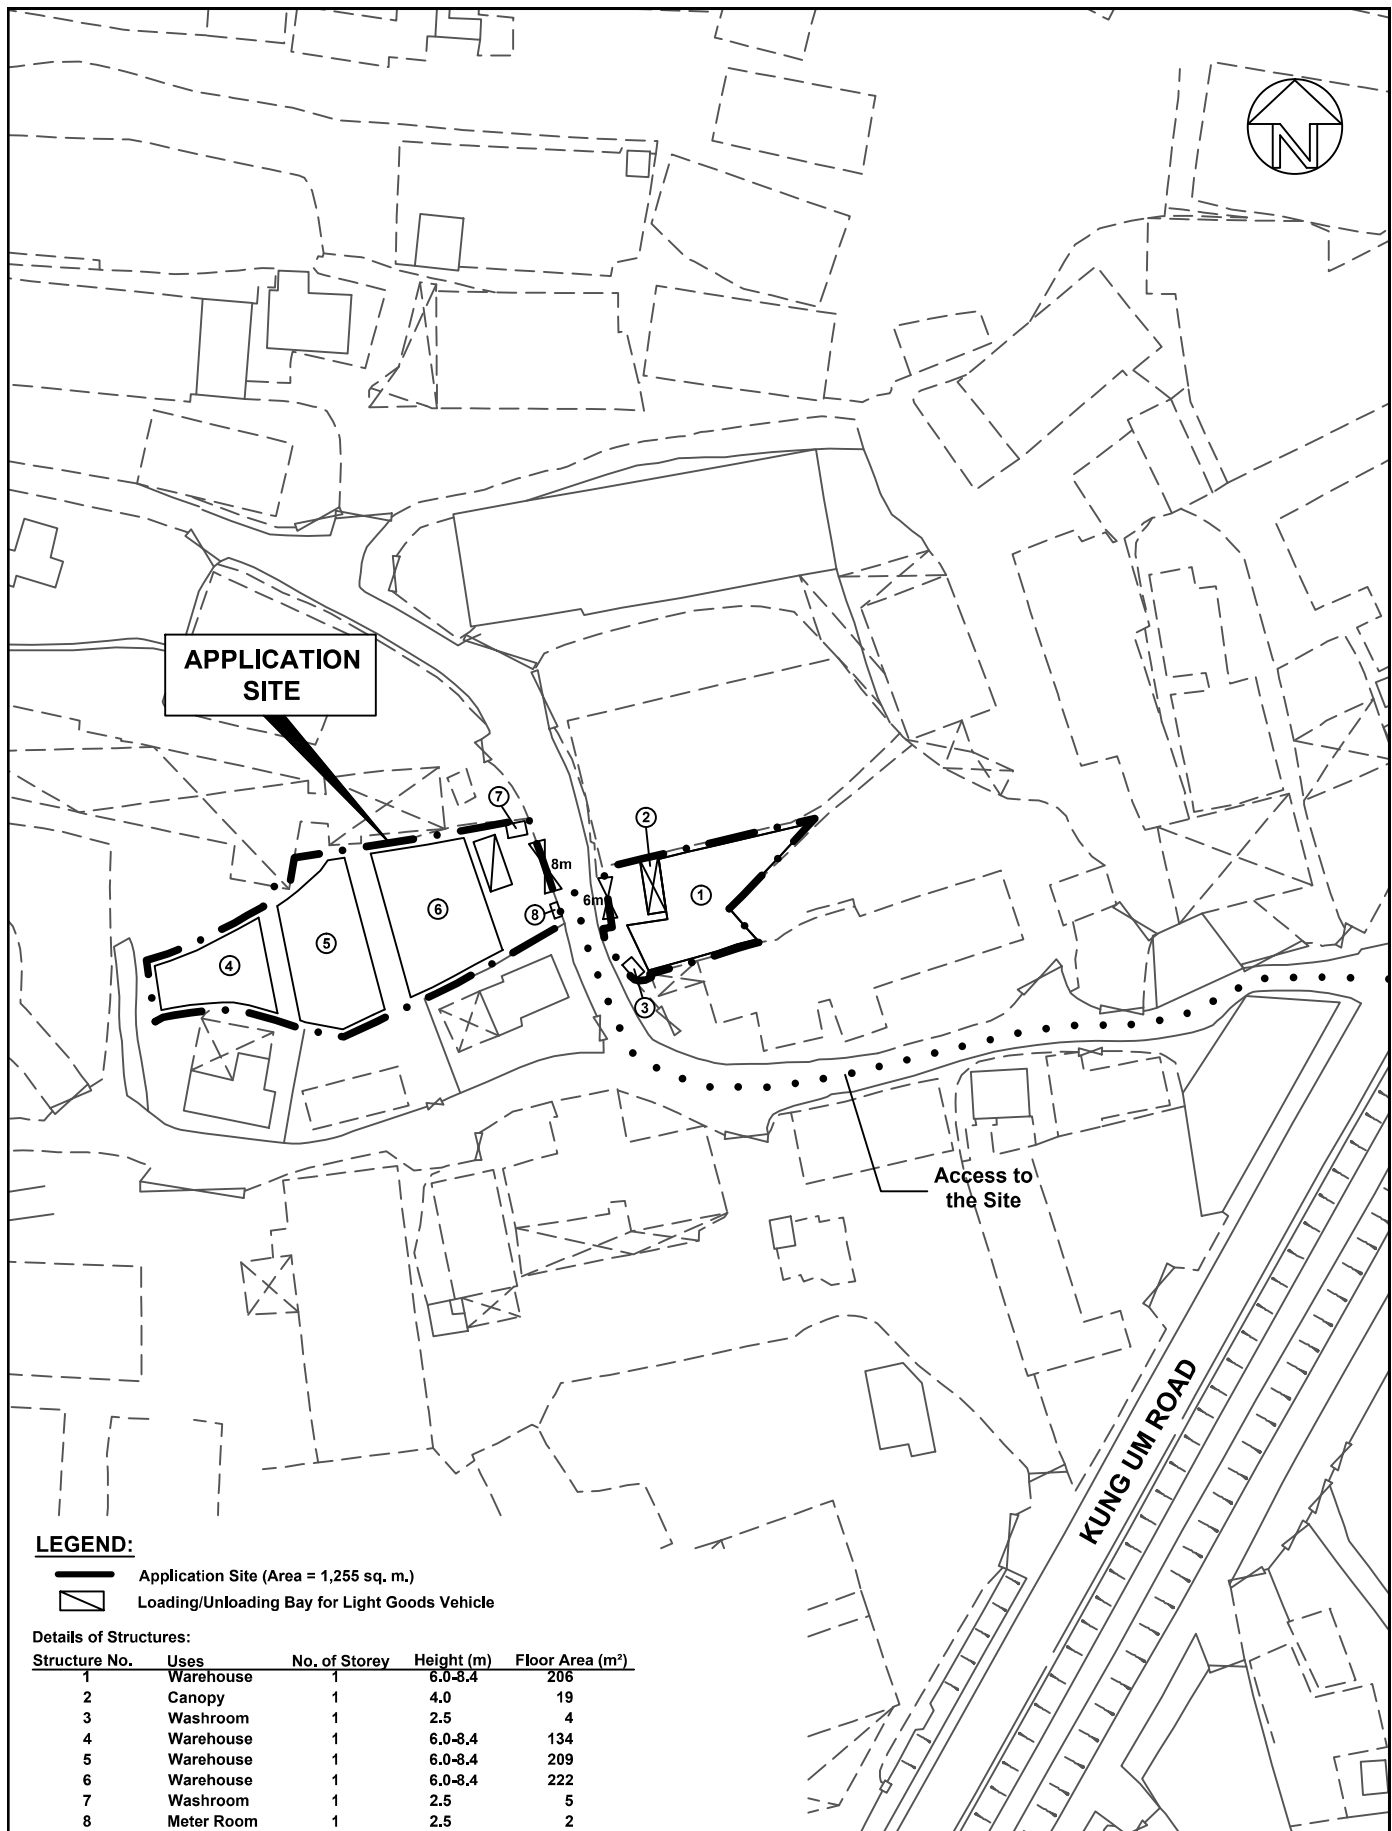 N
APPLICATION
SITE
7
2
8m
1
6m
6
8
5
4
3
Access to
the Site
KUNG UM ROAD
LEGEND:
Application Site (Area = 1,255 sq. m.)
Loading/Unloading Bay for Light Goods Vehicle
Details of Structures:
Structure No. Uses No. of Storey Height (m) Floor Area (m²)
1 Warehouse 1 6.0-8.4 206
2 Canopy 1 4.0 19
3 Washroom 1 2.5 4
4 Warehouse 1 6.0-8.4 134
5 Warehouse 1 6.0-8.4 209
6 Warehouse 1 6.0-8.4 222
7 Washroom 1 2.5 5
8 Meter Room 1 2.5 2